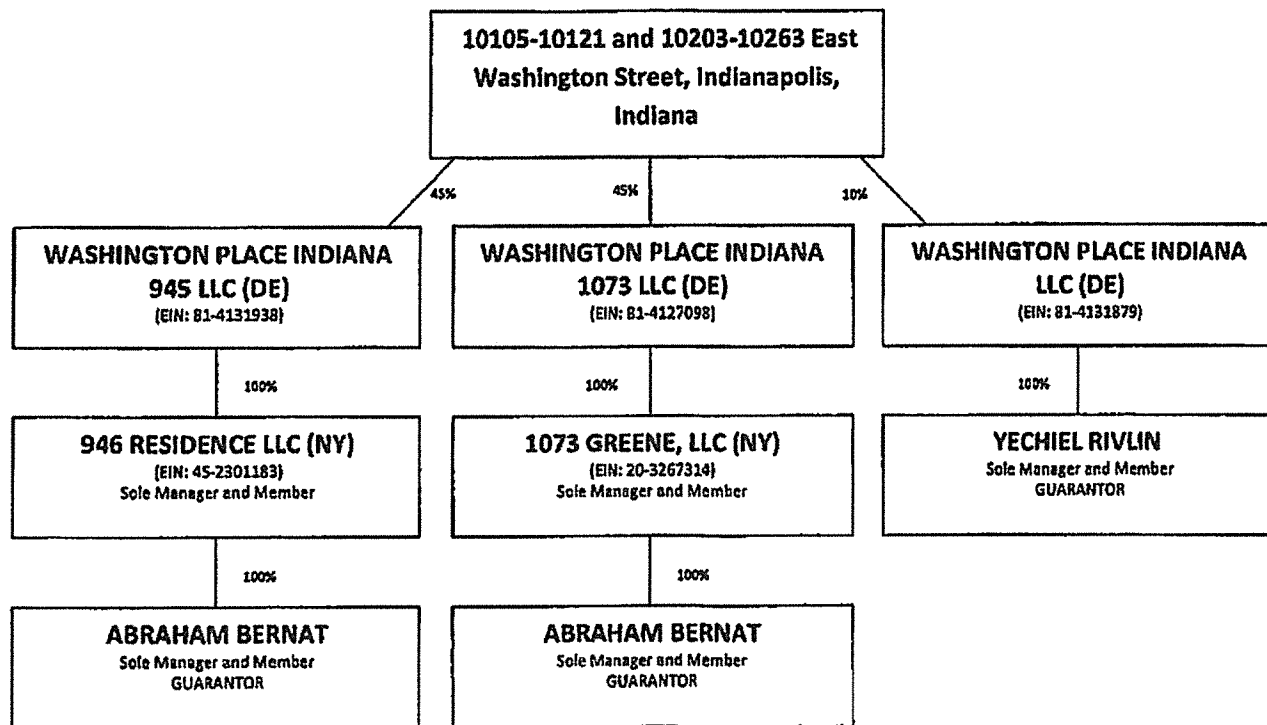 10105-10121 and 10203-10263 East
Washington Street, Indianapolis,
Indiana
45%
45%
10%
WASHINGTON PLACE INDIANA
945 LLC (DE)
(EIN: 81-4131938)
WASHINGTON PLACE INDIANA
1073 LLC (DE)
(EIN: 81-4127098)
WASHINGTON PLACE INDIANA
LLC (DE)
(EIN: 81-4131879)
100%
100%
100%
946 RESIDENCE LLC (NY)
(EIN: 45-2301183)
Sole Manager and Member
1073 GREENE, LLC (NY)
(EIN: 20-3267314)
Sole Manager and Member
YECHIEL RIVLIN
Sole Manager and Member
GUARANTOR
100%
100%
ABRAHAM BERNAT
Sole Manager and Member
GUARANTOR
ABRAHAM BERNAT
Sole Manager and Member
GUARANTOR